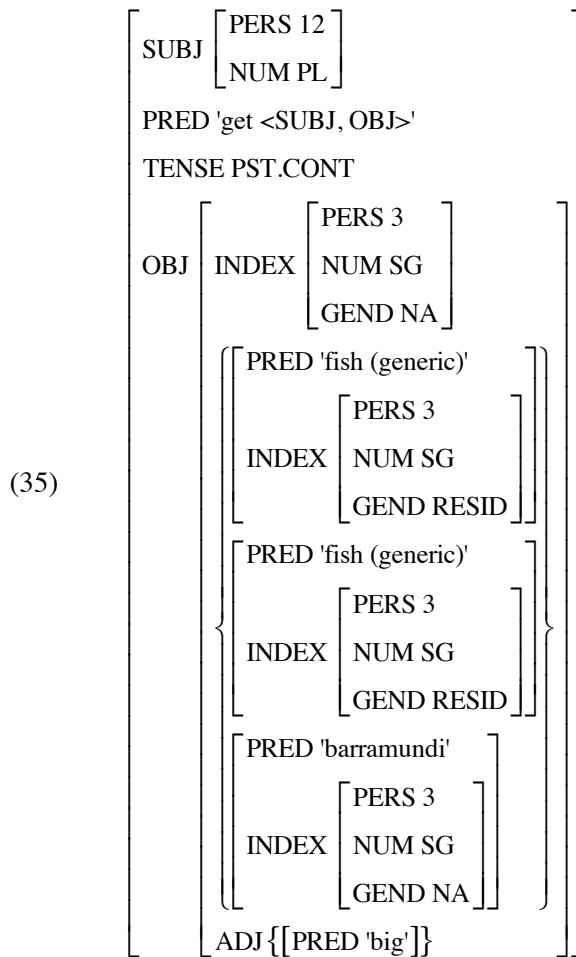 PERS 12
SUBJ
NUM PL
PRED 'get <SUBJ, OBJ>'
TENSE PST.CONT
PERS 3
OBJ INDEX NUM SG
GEND NA
PRED 'fish (generic)'
PERS 3
INDEX NUM SG
GEND RESID
(35)
PRED 'fish (generic)'
PERS 3
INDEX NUM SG
GEND RESID
PRED 'barramundi'
PERS 3
INDEX NUM SG
GEND NA
ADJ{[PRED 'big']}